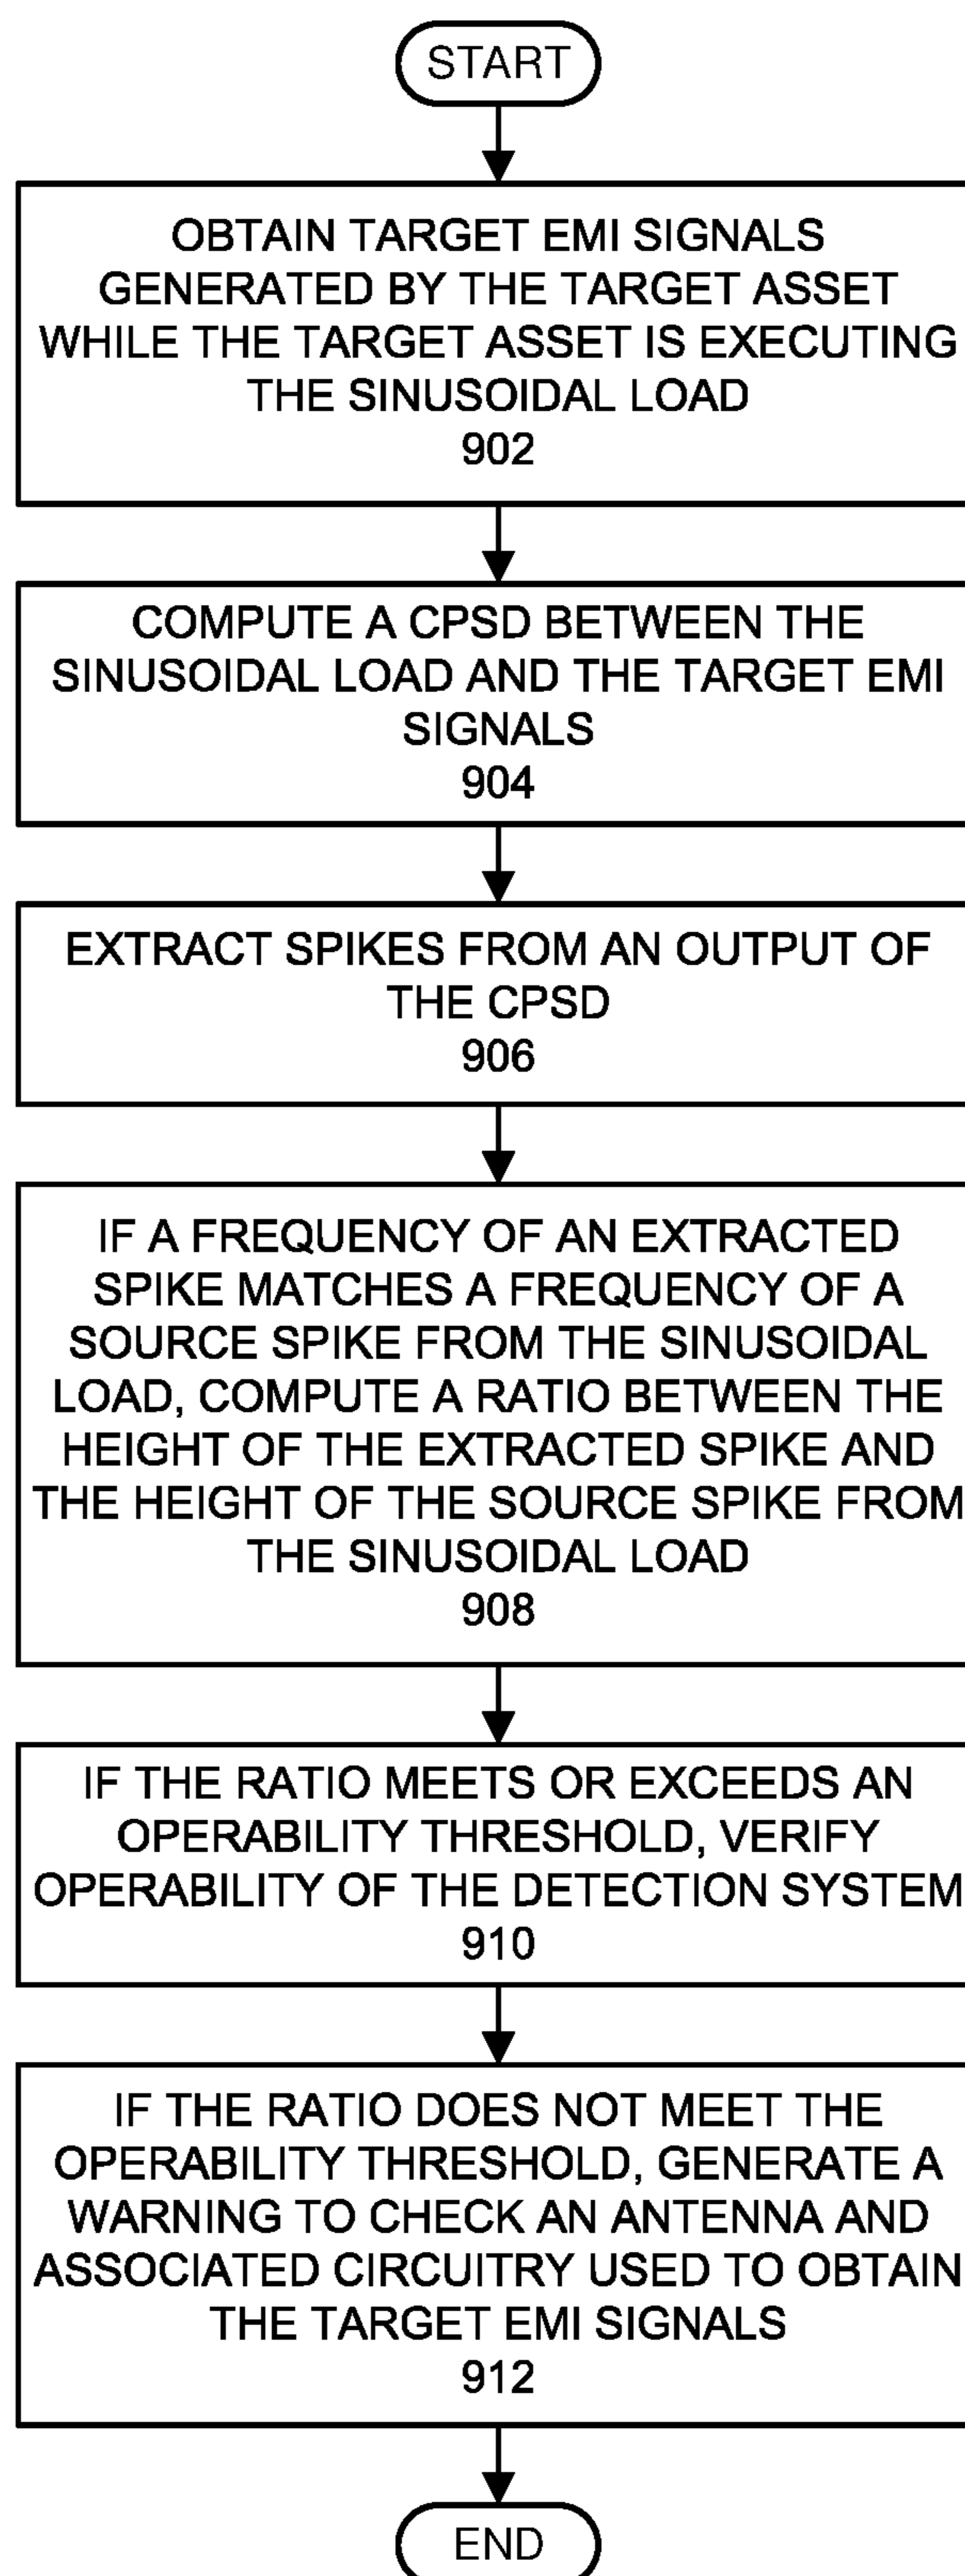 START
OBTAIN TARGET EMI SIGNALS
GENERATED BY THE TARGET ASSET
WHILE THE TARGET ASSET IS EXECUTING
THE SINUSOIDAL LOAD
902
COMPUTE A CPSD BETWEEN THE
SINUSOIDAL LOAD AND THE TARGET EMI
SIGNALS
904
EXTRACT SPIKES FROM AN OUTPUT OF
THE CPSD
906
IF A FREQUENCY OF AN EXTRACTED
SPIKE MATCHES A FREQUENCY OF A
SOURCE SPIKE FROM THE SINUSOIDAL
LOAD, COMPUTE A RATIO BETWEEN THE
HEIGHT OF THE EXTRACTED SPIKE AND
THE HEIGHT OF THE SOURCE SPIKE FROM
THE SINUSOIDAL LOAD
908
IF THE RATIO MEETS OR EXCEEDS AN
OPERABILITY THRESHOLD, VERIFY
OPERABILITY OF THE DETECTION SYSTEM
910
IF THE RATIO DOES NOT MEET THE
OPERABILITY THRESHOLD, GENERATE A
WARNING TO CHECK AN ANTENNA AND
ASSOCIATED CIRCUITRY USED TO OBTAIN
THE TARGET EMI SIGNALS
912
END